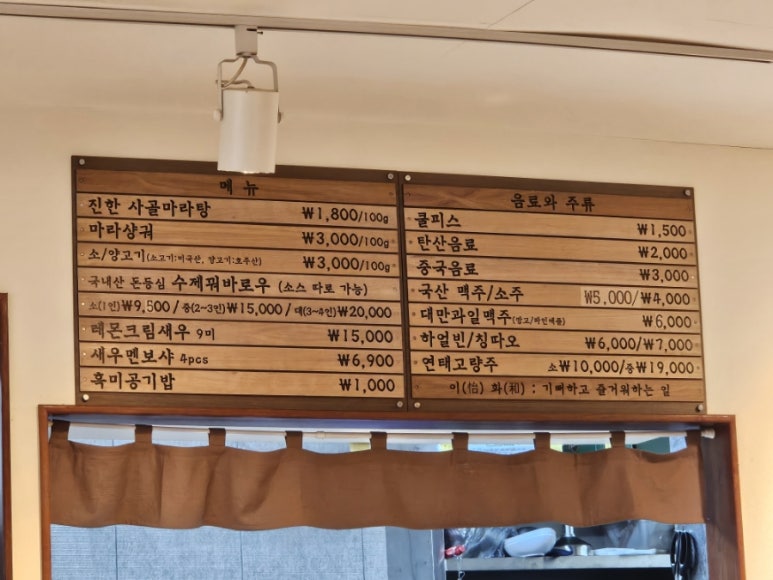 메뉴
진한 사골마라탕 ₩1,800/100g
마라샹궈 ₩3,000/100g
소/양고기(소고기:미국산, 양고기:호주산) ₩3,000/100g
국내산 돈등심 수제꿔바로우 (소스 따로 가능)
소(1인)₩9,500/중(2~3인)₩15,000/대(3~4인)₩20,000
레몬크림새우 9미 ₩15,000
새우멘보샤 4pcs ₩6,900
흑미공기밥 ₩1,000
음료와 주류
쿨피스 ₩1,500
탄산음료 ₩2,000
중국음료 ₩3,000
국산 맥주/소주 ₩5,000/₩4,000
대만과일맥주(망고/파인애플) ₩6,000
하얼빈/칭따오 ₩6,000/₩7,000
연태고량주 소₩10,000/중₩19,000
이(怡) 화(和) : 기뻐하고 즐거워하는 일